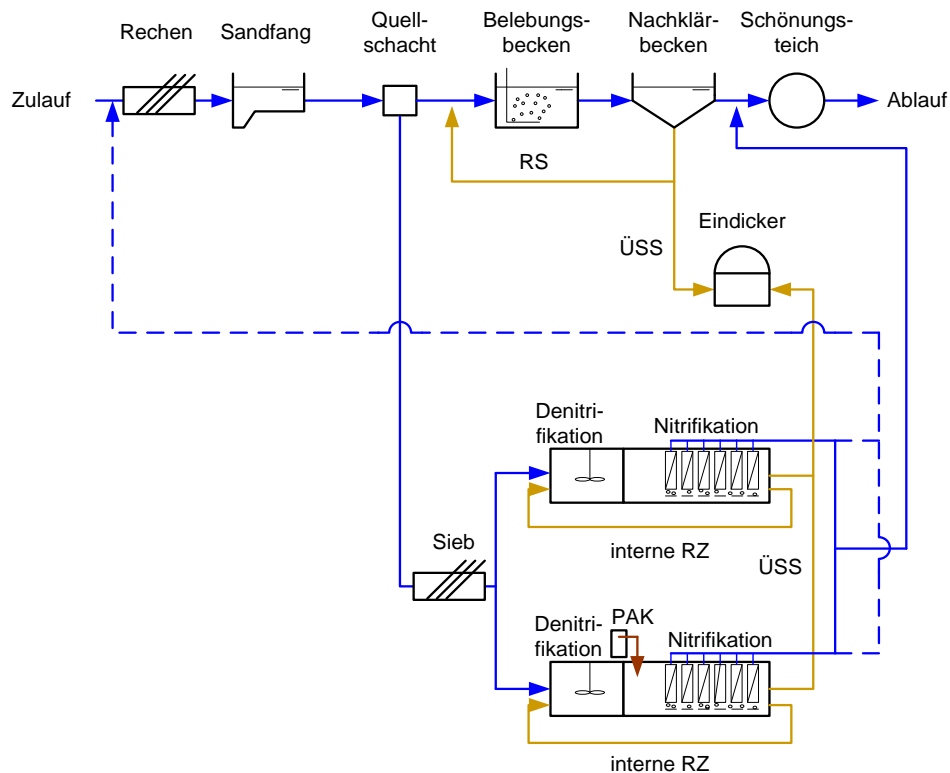 Rechen
Sandfang
Quell-
schacht
Belebungs-
becken
Nachklär-
becken
Schönungs-
teich
Zulauf
Ablauf
RS
ÜSS
Eindicker
Denitri-
fikation
Nitrifikation
interne RZ
Sieb
ÜSS
Denitri-
fikation
PAK
Nitrifikation
interne RZ